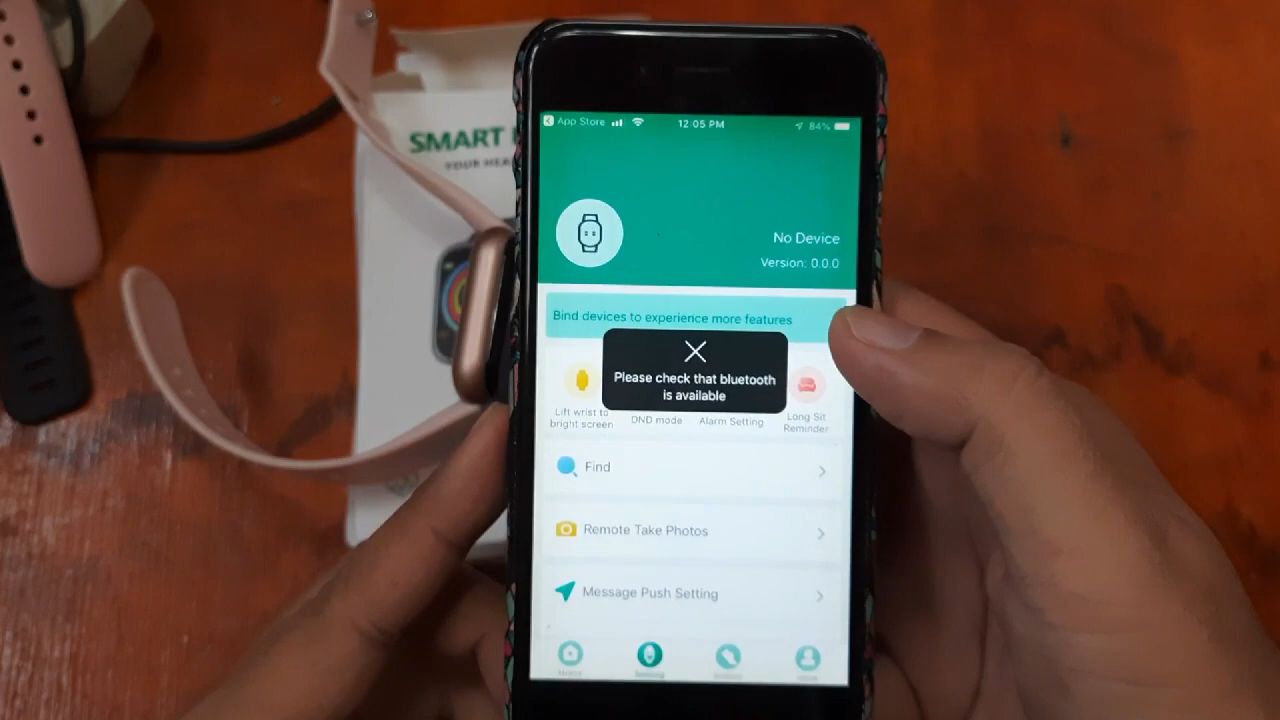 SMART
YOUR HEA
App Store
12:05 PM
84%
No Device
Version: 0.0.0
Bind devices to experience more features
Please check that bluetooth
is available
Lift wrist to
bright screen
DND mode
Alarm Setting
Long Sit
Reminder
Find
Remote Take Photos
Message Push Setting